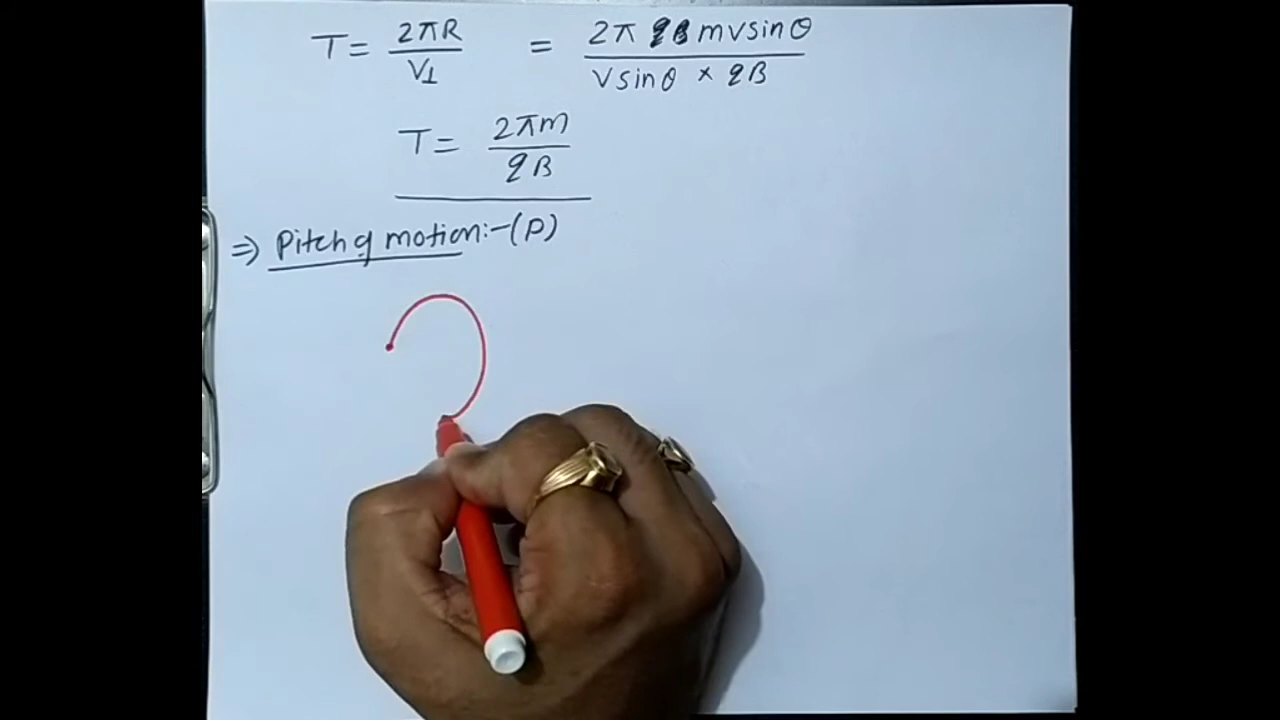 T = 2πR / V⊥ = 2π qB mvsinθ / Vsinθ × qB
T = 2πm / qB
⇒ Pitch of motion:-(P)